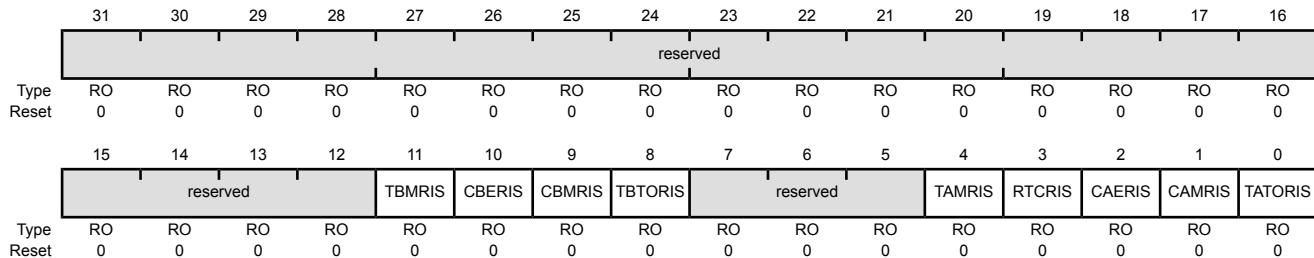 31 30 29 28 27 26 25 24 23 22 21 20 19 18 17 16
reserved
Type RO RO RO RO RO RO RO RO RO RO RO RO RO RO RO RO
Reset 0 0 0 0 0 0 0 0 0 0 0 0 0 0 0 0
15 14 13 12 11 10 9 8 7 6 5 4 3 2 1 0
reserved TBMRIS CBERIS CBMRIS TBTORIS reserved TAMRIS RTCRIS CAERIS CAMRIS TATORIS
Type RO RO RO RO RO RO RO RO RO RO RO RO RO RO RO RO
Reset 0 0 0 0 0 0 0 0 0 0 0 0 0 0 0 0